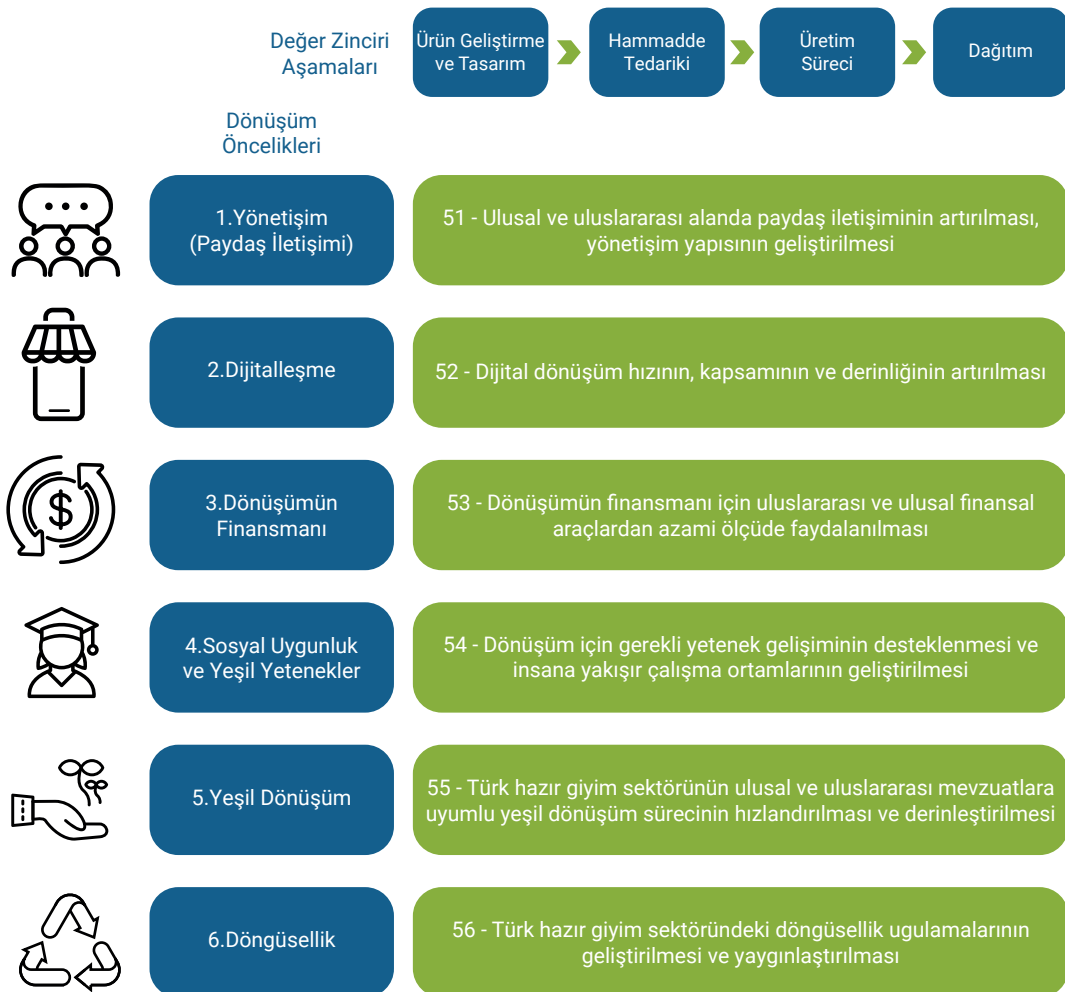 Değer Zinciri
Aşamaları
Ürün Geliştirme
ve Tasarım
Hammadde
Tedariki
Üretim
Süreci
Dağıtım
Dönüşüm
Öncelikleri
1.Yönetişim
(Paydaş İletişimi)
51 - Ulusal ve uluslararası alanda paydaş iletişiminin artırılması,
yönetişim yapısının geliştirilmesi
2.Dijitalleşme
52 - Dijital dönüşüm hızının, kapsamının ve derinliğinin artırılması
3.Dönüşümün
Finansmanı
53 - Dönüşümün finansmanı için uluslararası ve ulusal finansal
araçlardan azami ölçüde faydalanılması
4.Sosyal Uygunluk
ve Yeşil Yetenekler
54 - Dönüşüm için gerekli yetenek gelişiminin desteklenmesi ve
insana yakışır çalışma ortamlarının geliştirilmesi
5.Yeşil Dönüşüm
55 - Türk hazır giyim sektörünün ulusal ve uluslararası mevzuatlara
uyumlu yeşil dönüşüm sürecinin hızlandırılması ve derinleştirilmesi
6.Döngüsellik
56 - Türk hazır giyim sektöründeki döngüsellik ugulamalarının
geliştirilmesi ve yaygınlaştırılması